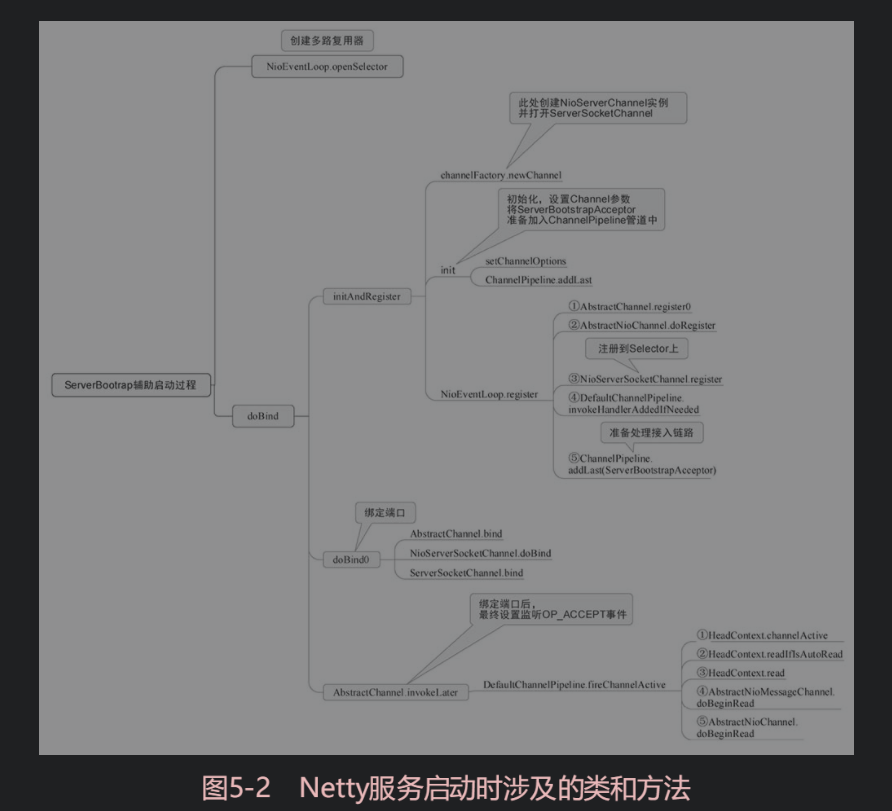 创建多路复用器
NioEventLoop.openSelector
此处创建NioServerChannel实例
并打开ServerSocketChannel
channelFactory.newChannel
初始化，设置Channel参数
将ServerBootstrapAcceptor
准备加入ChannelPipeline管道中
init
setChannelOptions
ChannelPipeline.addLast
initAndRegister
①AbstractChannel.register0
②AbstractNioChannel.doRegister
注册到Selector上
③NioServerSocketChannel.register
④DefaultChannelPipeline.
invokeHandlerAddedIfNeeded
NioEventLoop.register
准备处理接入链路
⑤ChannelPipeline.
addLast(ServerBootstrapAcceptor)
ServerBootrap辅助启动过程
doBind
绑定端口
doBind0
AbstractChannel.bind
NioServerSocketChannel.doBind
ServerSocketChannel.bind
绑定端口后，
最终设置监听OP_ACCEPT事件
AbstractChannel.invokeLater
DefaultChannelPipeline.fireChannelActive
①HeadContext.channelActive
②HeadContext.readIfIsAutoRead
③HeadContext.read
④AbstractNioMessageChannel.
doBeginRead
⑤AbstractNioChannel.
doBeginRead
图5-2 Netty服务启动时涉及的类和方法